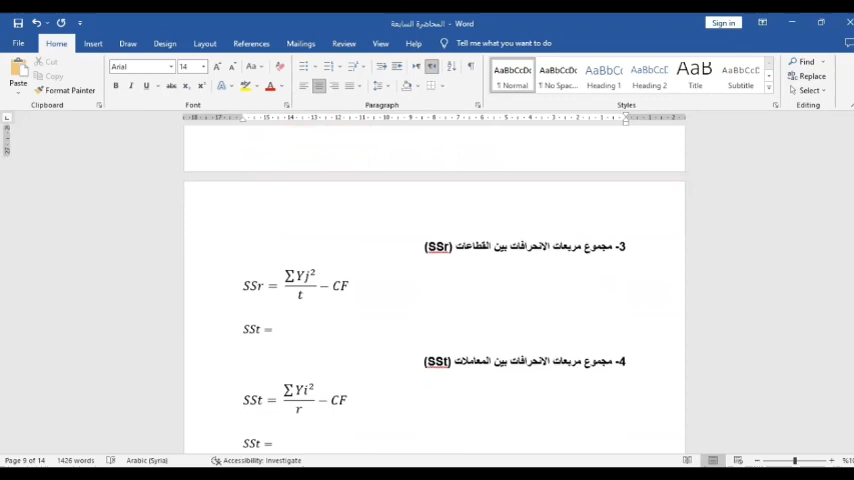 المحاضرة السابعة - Word
Sign in
File Home Insert Draw Design Layout References Mailings Review View Help Tell me what you want to do
Paste
Cut
Copy
Format Painter
Clipboard
Arial 14
Font
Paragraph
AaBbCcDc AaBbCcDc AaBbCc AaBbCcD AaB AaBbCcD
¶ Normal ¶ No Spac... Heading 1 Heading 2 Title Subtitle
Styles
Find
Replace
Select
Editing
3- مجموع مربعات الانحرافات بين القطاعات (SSr)
SSr = ∑Yj²/t − CF
SSt =
4- مجموع مربعات الانحرافات بين المعاملات (SSt)
SSt = ∑Yi²/r − CF
SSt =
Page 9 of 14 1426 words Arabic (Syria) Accessibility: Investigate